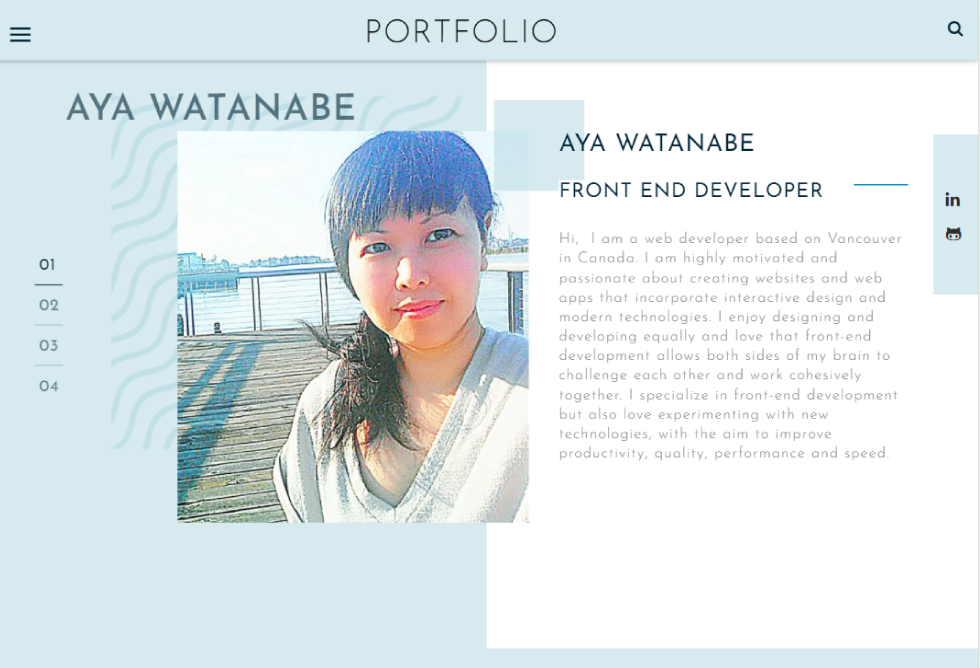 PORTFOLIO
AYA WATANABE
01
02
03
04
AYA WATANABE
FRONT END DEVELOPER
Hi,  I am a web developer based on Vancouver
in Canada. I am highly motivated and
passionate about creating websites and web
apps that incorporate interactive design and
modern technologies. I enjoy designing and
developing equally and love that front-end
development allows both sides of my brain to
challenge each other and work cohesively
together. I specialize in front-end development
but also love experimenting with new
technologies, with the aim to improve
productivity, quality, performance and speed.
in